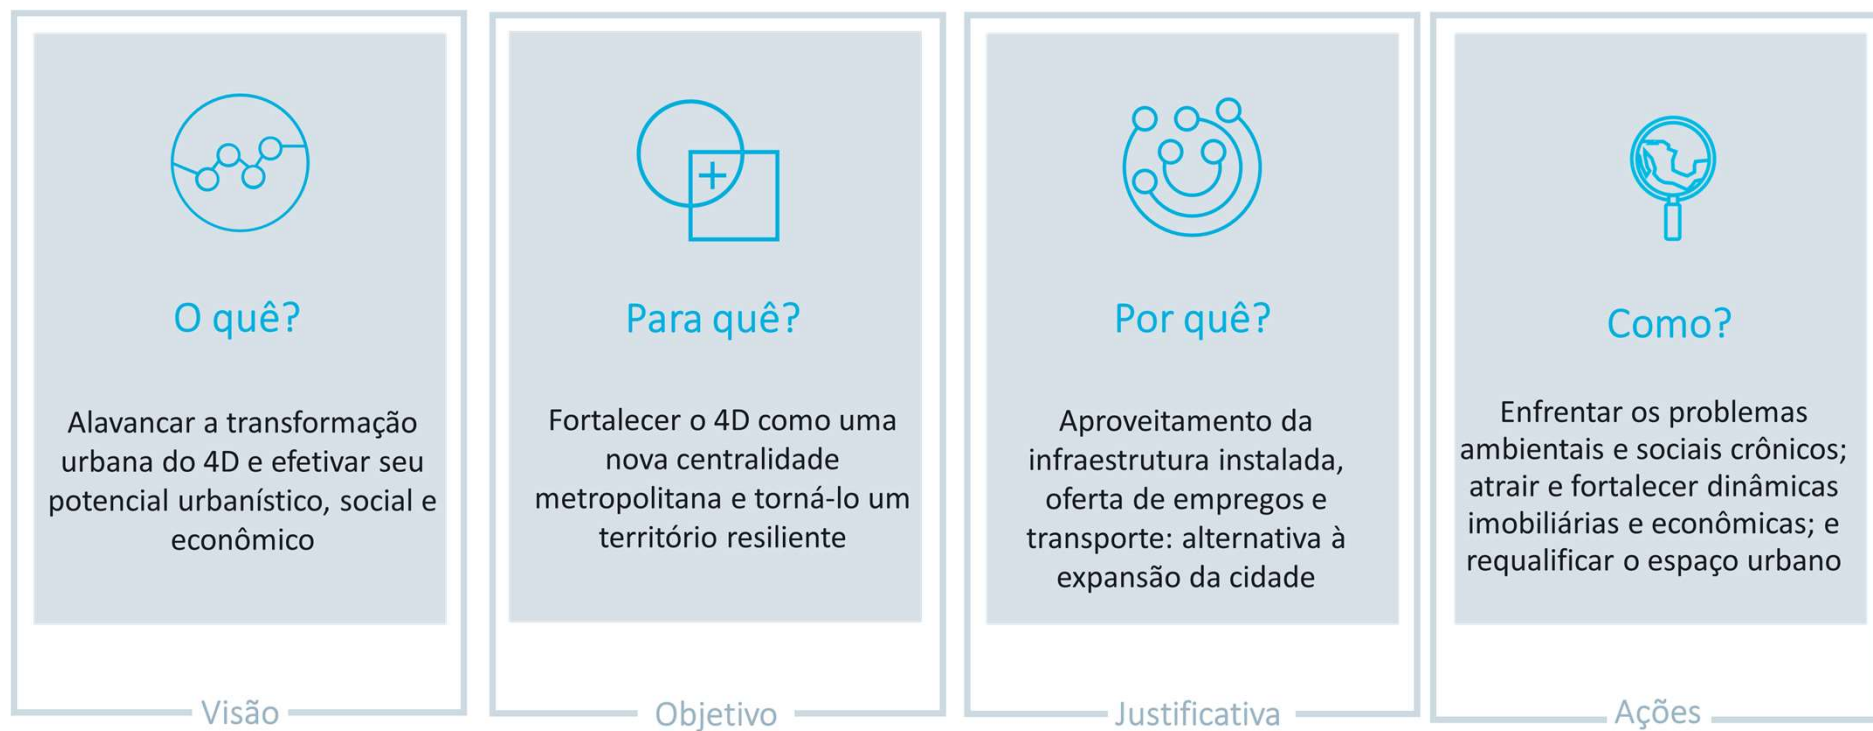 O quê?
Alavancar a transformação
urbana do 4D e efetivar seu
potencial urbanístico, social e
econômico
Visão
Para quê?
Fortalecer o 4D como uma
nova centralidade
metropolitana e torná-lo um
território resiliente
Objetivo
Por quê?
Aproveitamento da
infraestrutura instalada,
oferta de empregos e
transporte: alternativa à
expansão da cidade
Justificativa
Como?
Enfrentar os problemas
ambientais e sociais crônicos;
atrair e fortalecer dinâmicas
imobiliárias e econômicas; e
requalificar o espaço urbano
Ações